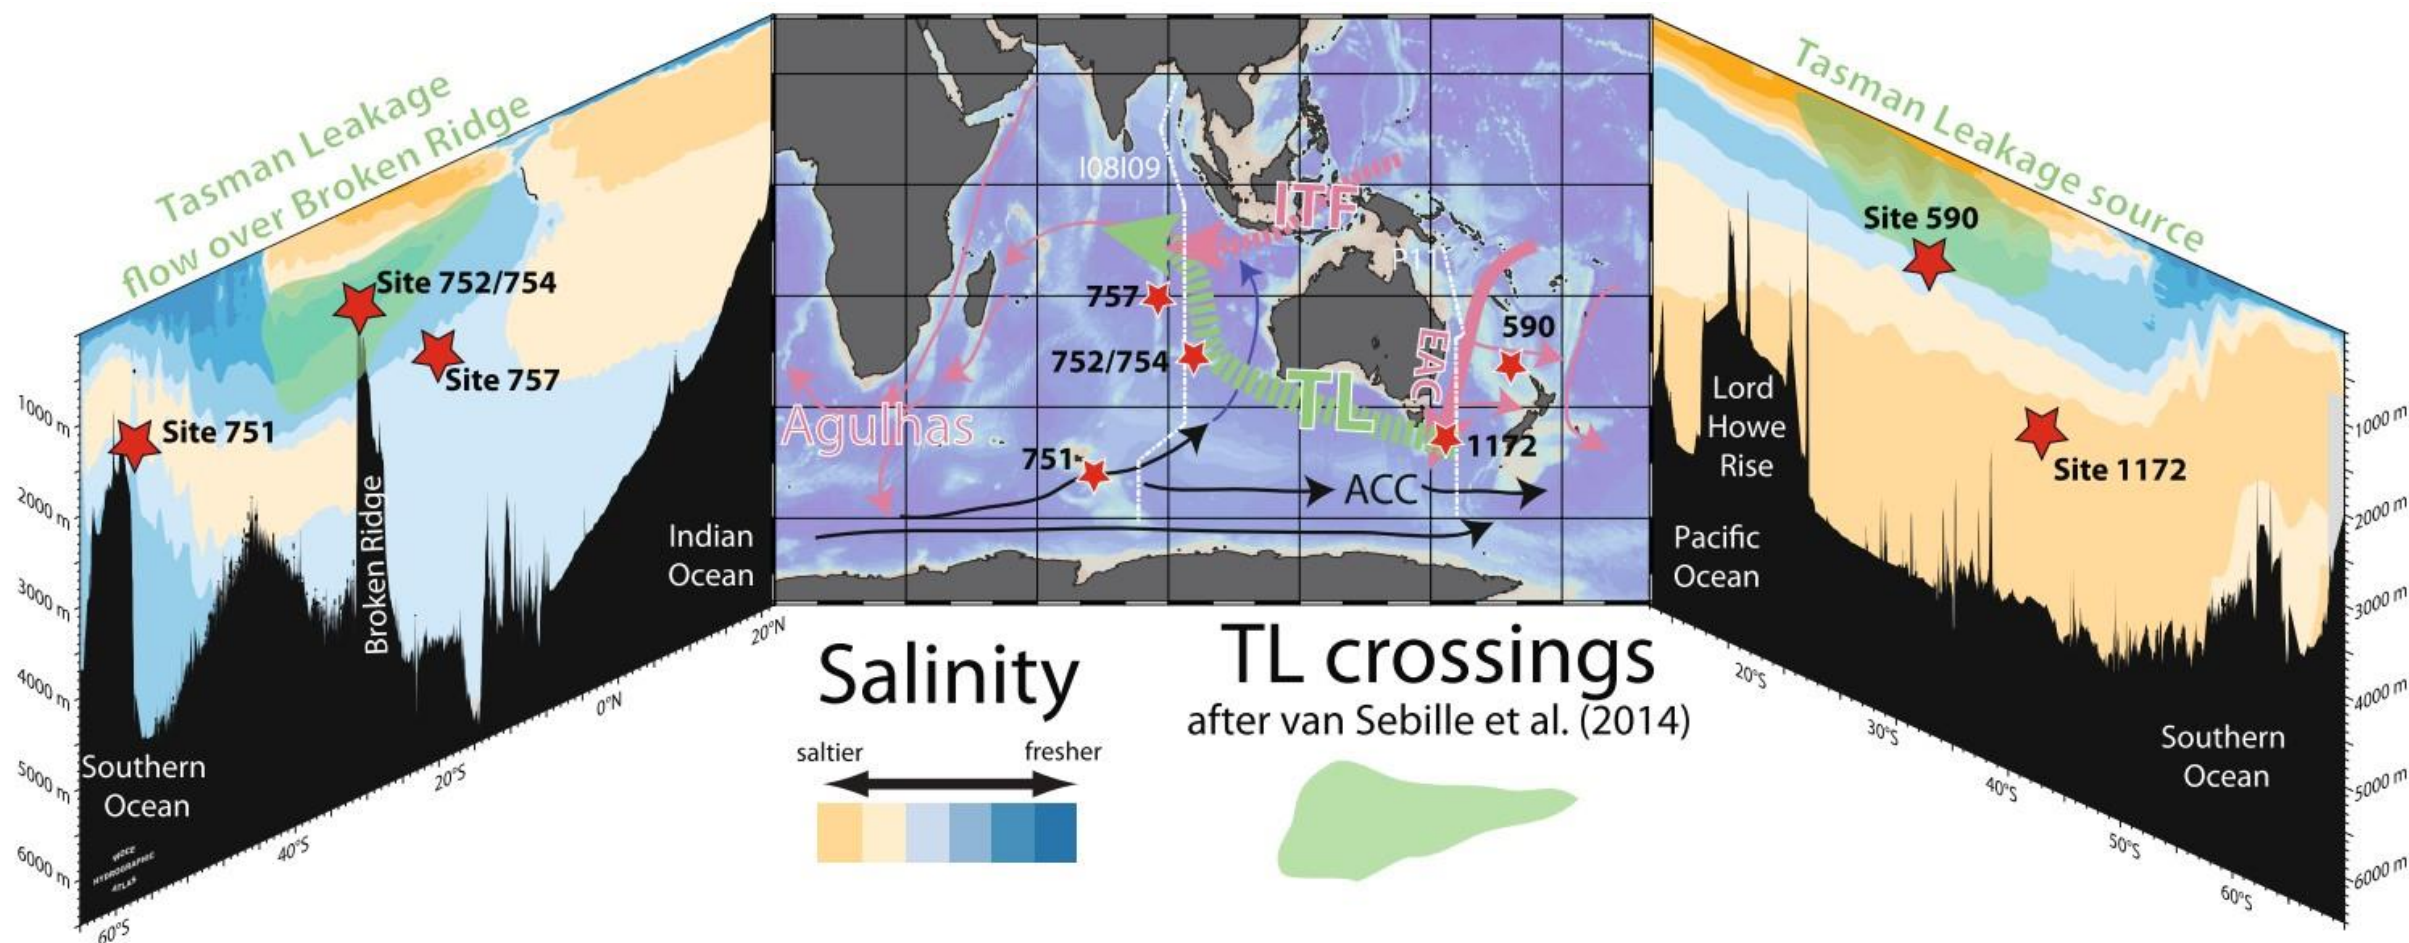 Tasman Leakage
flow over Broken Ridge
Site 752/754
Site 757
Site 751
Broken Ridge
Indian
Ocean
Southern
Ocean
WOCE
HYDROGRAPHIC
ATLAS
1000 m
2000 m
3000 m
4000 m
5000 m
6000 m
60°S
40°S
20°S
0°N
20°N
I08I09
ITF
P11
757
590
752/754
EAC
TL
Agulhas
751
1172
ACC
Tasman Leakage source
Site 590
Lord
Howe
Rise
Site 1172
Pacific
Ocean
Southern
Ocean
1000 m
2000 m
3000 m
4000 m
5000 m
6000 m
20°S
30°S
40°S
50°S
60°S
Salinity
saltier
fresher
TL crossings
after van Sebille et al. (2014)